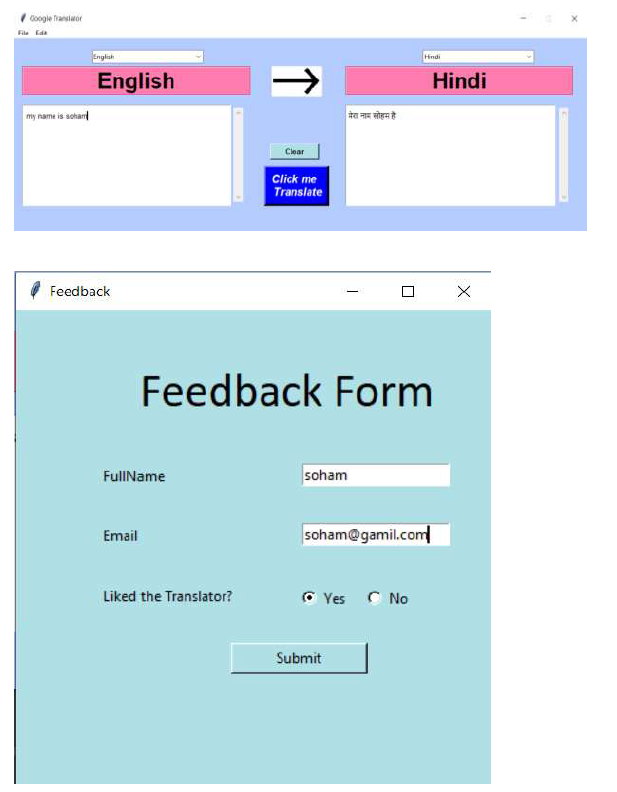 Google Translator
File Edit
English Hindi
English Hindi
my name is soham मेरा नाम सोहम है
Clear
Click me
Translate
Feedback
Feedback Form
FullName soham
Email soham@gamil.com
Liked the Translator? Yes No
Submit